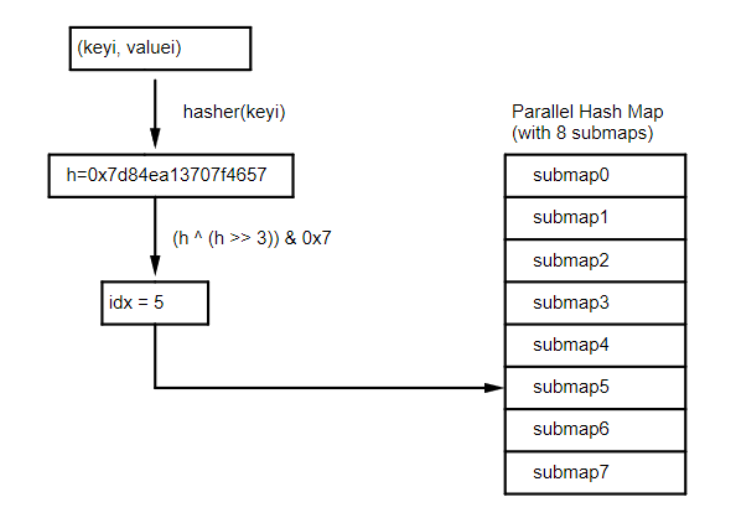 (keyi, valuei)
hasher(keyi)
h=0x7d84ea13707f4657
(h ^ (h >> 3)) & 0x7
idx = 5
Parallel Hash Map
(with 8 submaps)
submap0
submap1
submap2
submap3
submap4
submap5
submap6
submap7